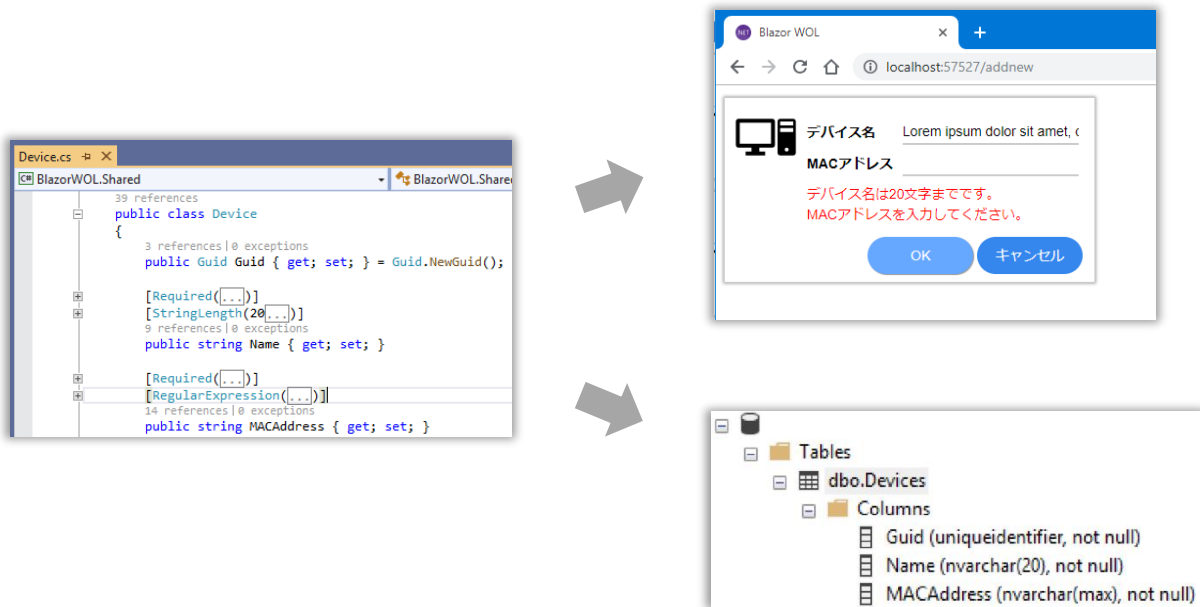 Device.cs
C# BlazorWOL.Shared
BlazorWOL.Share
39 references
public class Device
{
3 references | 0 exceptions
public Guid Guid { get; set; } = Guid.NewGuid();
[Required(...)]
[StringLength(20...)]
9 references | 0 exceptions
public string Name { get; set; }
[Required(...)]
[RegularExpression(...)]
14 references | 0 exceptions
public string MACAddress { get; set; }
.NET Blazor WOL
localhost:57527/addnew
デバイス名 Lorem ipsum dolor sit amet, c
MACアドレス
デバイス名は20文字までです。
MACアドレスを入力してください。
OK キャンセル
Tables
dbo.Devices
Columns
Guid (uniqueidentifier, not null)
Name (nvarchar(20), not null)
MACAddress (nvarchar(max), not null)